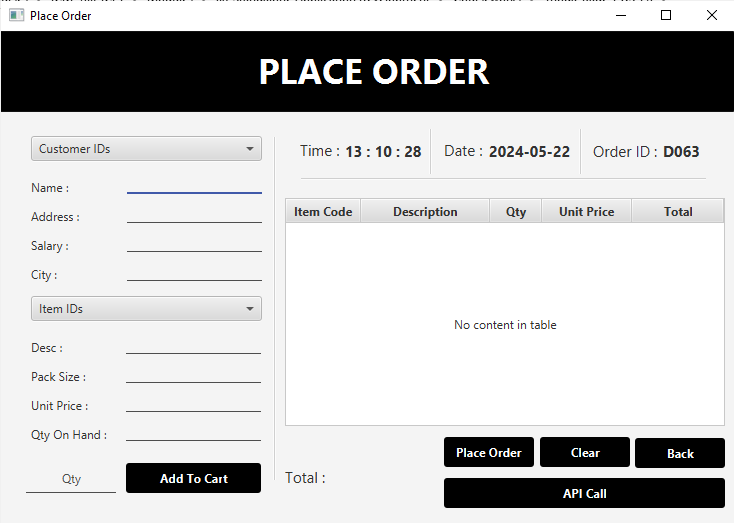 Place Order
PLACE ORDER
Customer IDs
Name :
Address :
Salary :
City :
Item IDs
Desc :
Pack Size :
Unit Price :
Qty On Hand :
Qty
Add To Cart
Time : 13 : 10 : 28
Date : 2024-05-22
Order ID : D063
Item Code Description Qty Unit Price Total
No content in table
Total :
Place Order
Clear
Back
API Call